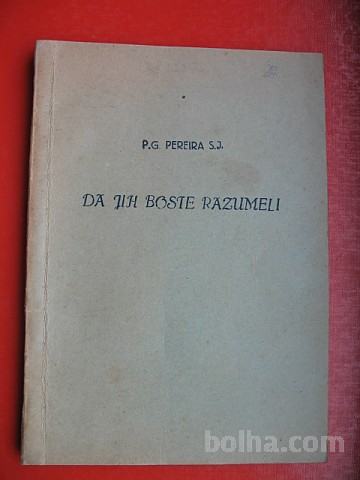 P.G. PEREIRA S.J.
DA JIH BOSTE RAZUMELI
bolha.com